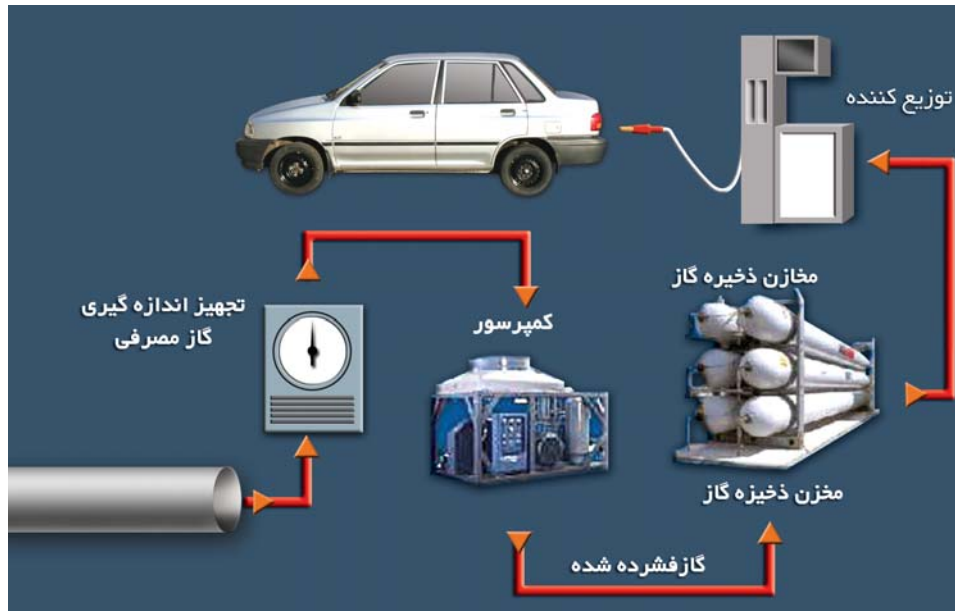 توزیع کننده
مخازن ذخیره گاز
تجهیز اندازه گیری
گاز مصرفی
کمپرسور
مخزن ذخیزه گاز
گازفشرده شده